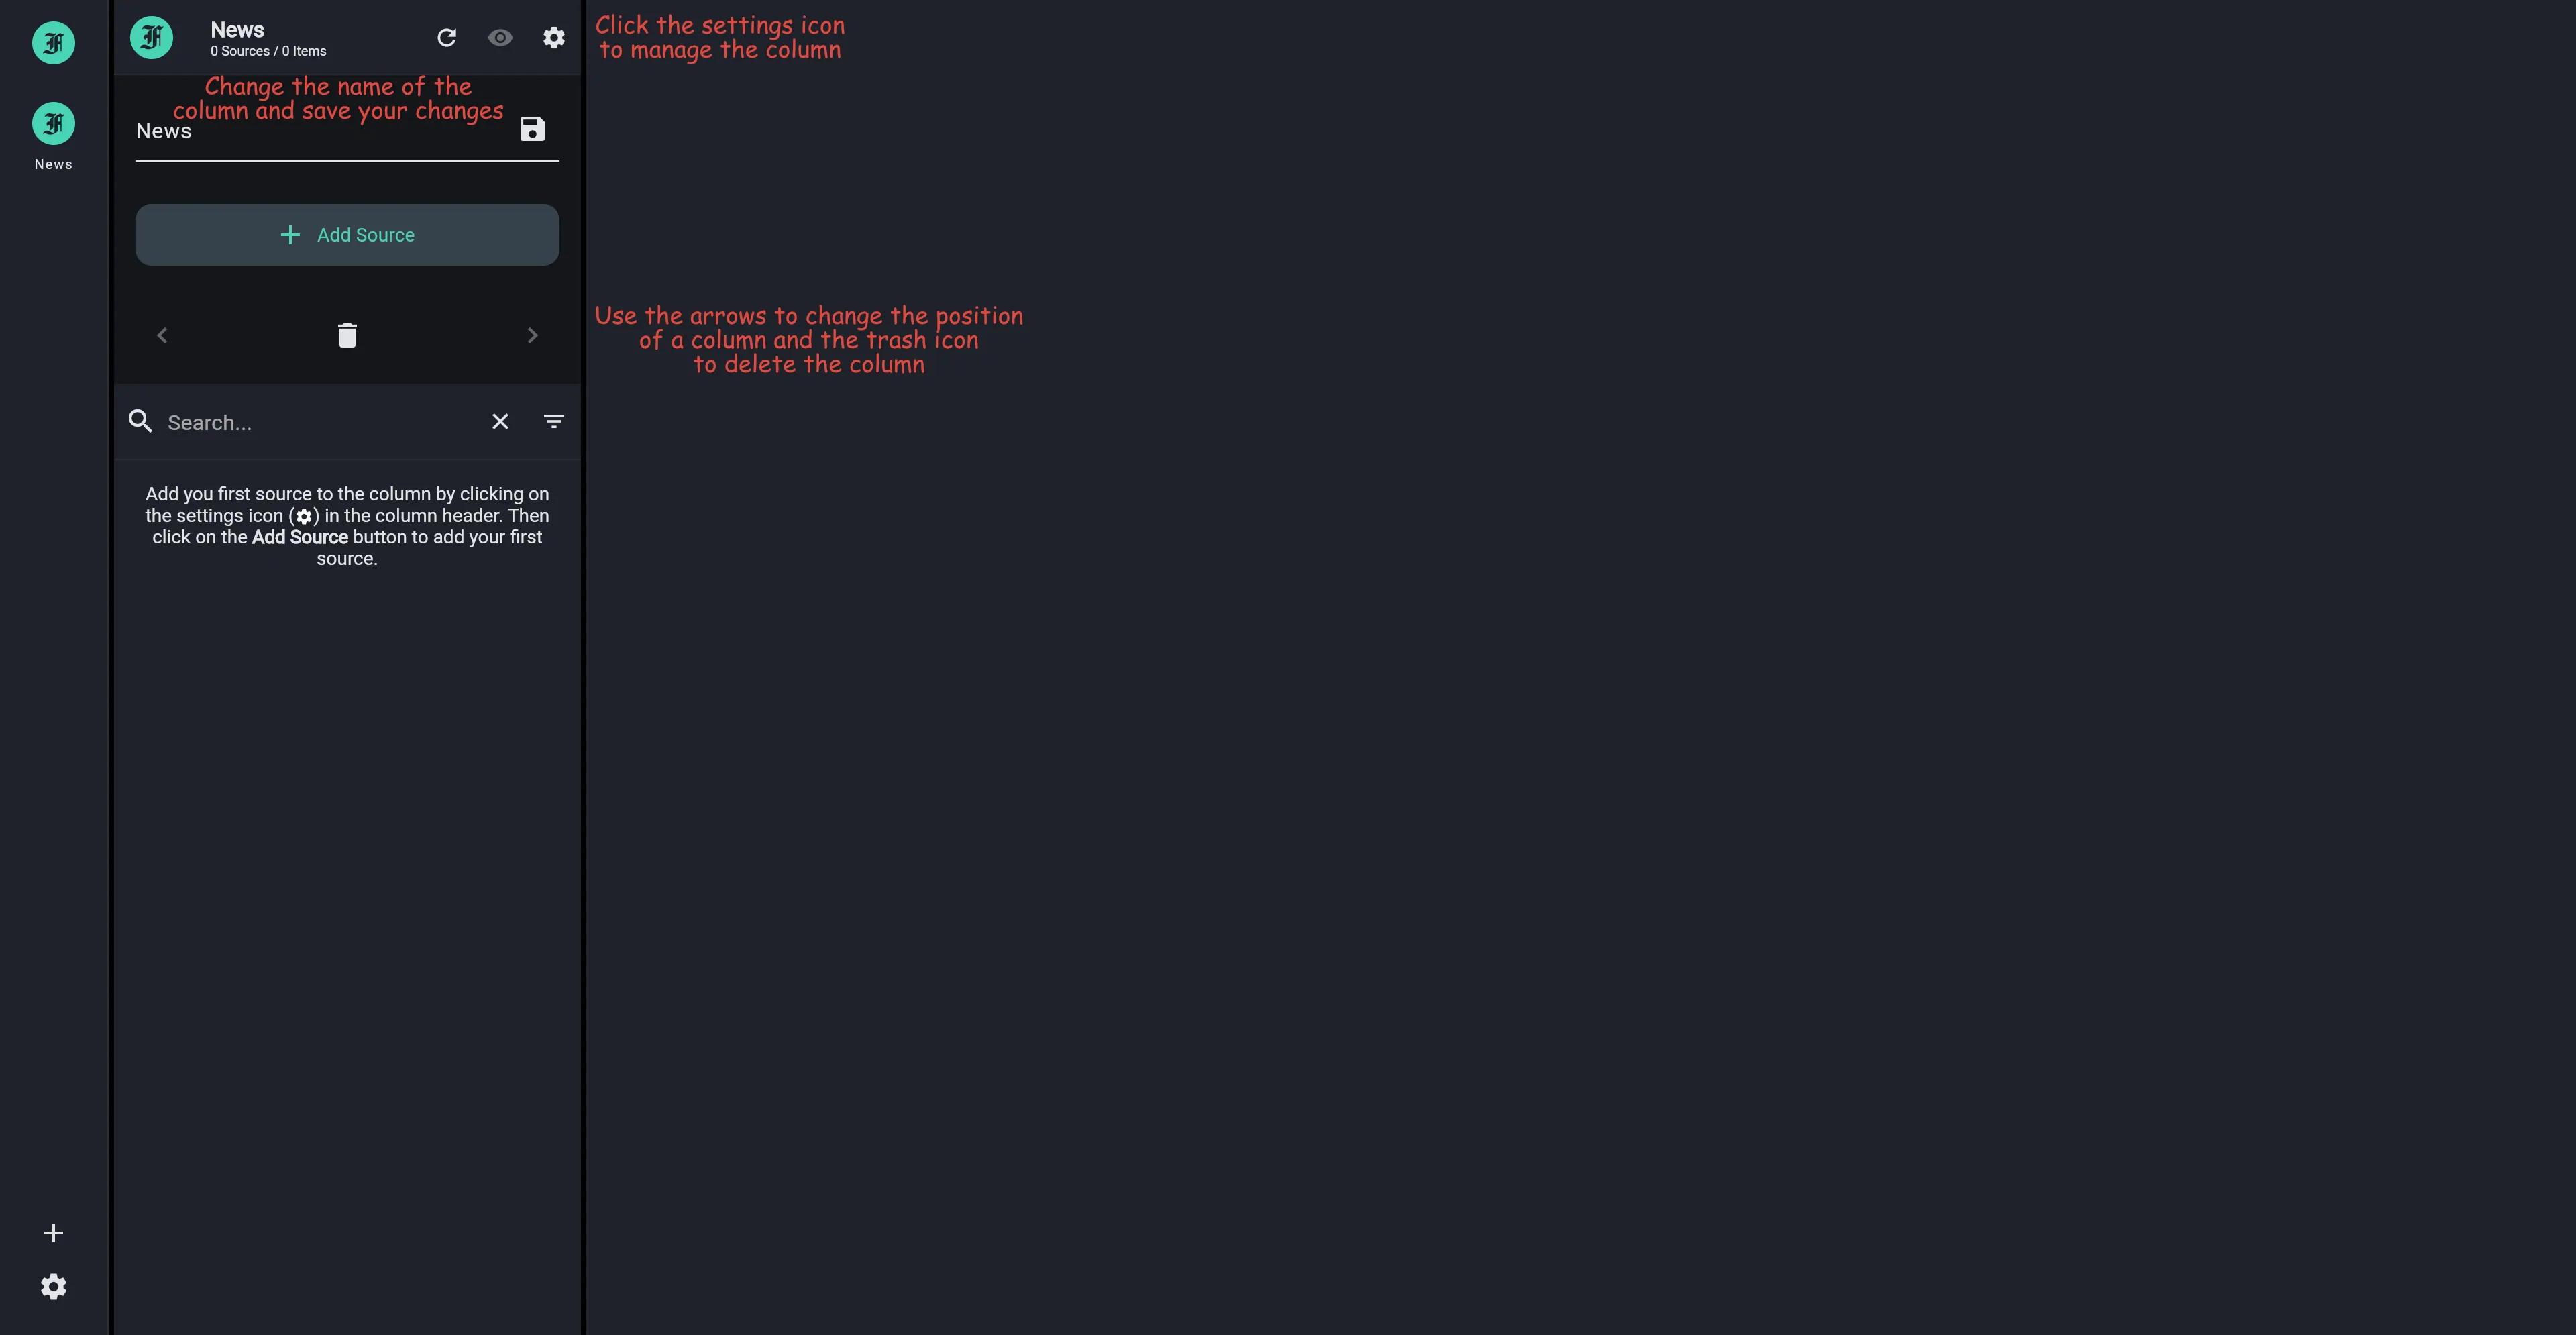 News
0 Sources / 0 Items
Click the settings icon
to manage the column
Change the name of the
column and save your changes
News
News
Add Source
Use the arrows to change the position
of a column and the trash icon
to delete the column
Search...
Add you first source to the column by clicking on
the settings icon ( ) in the column header. Then
click on the Add Source button to add your first
source.